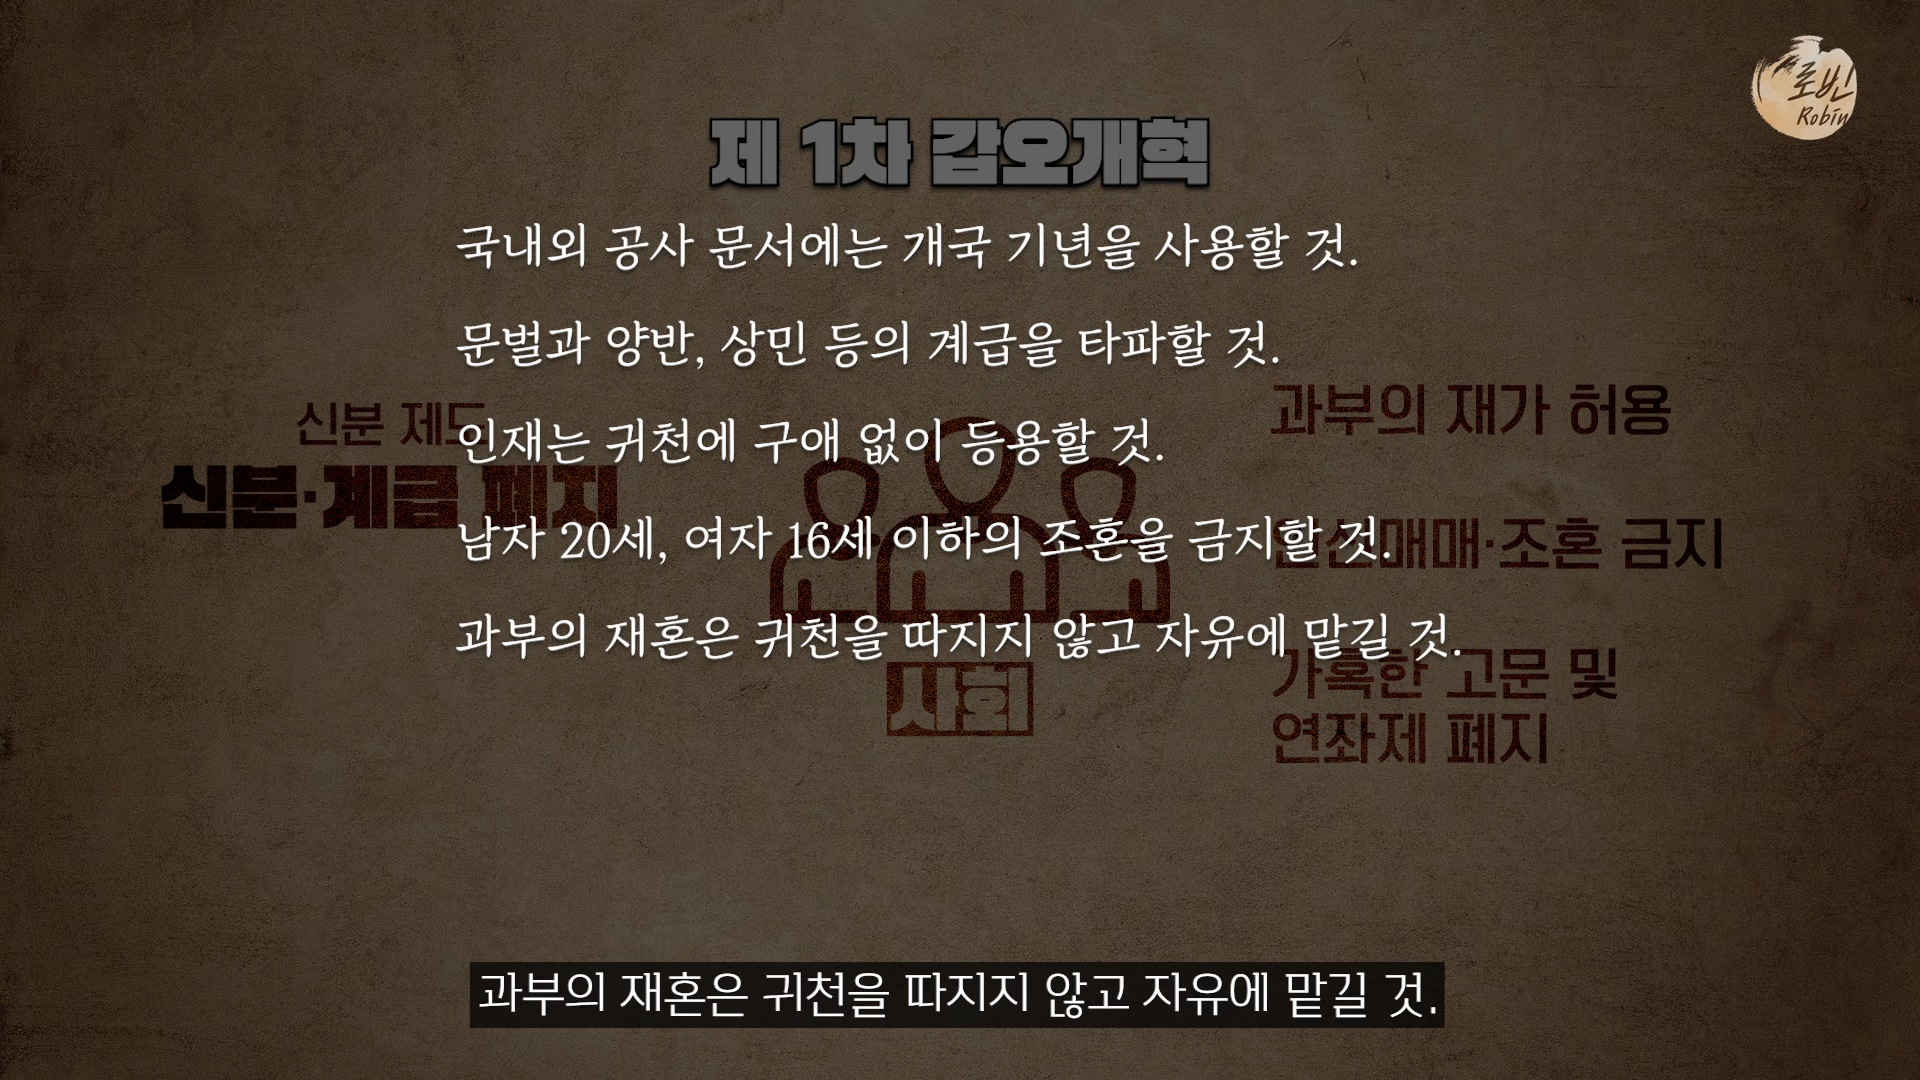 로빈
Robin
제 1차 갑오개혁
국내외 공사 문서에는 개국 기년을 사용할 것.
문벌과 양반, 상민 등의 계급을 타파할 것.
인재는 귀천에 구애 없이 등용할 것.
남자 20세, 여자 16세 이하의 조혼을 금지할 것.
과부의 재혼은 귀천을 따지지 않고 자유에 맡길 것.
신분 제도
신분·계급 폐지
사회
과부의 재가 허용
인신매매·조혼 금지
가혹한 고문 및
연좌제 폐지
과부의 재혼은 귀천을 따지지 않고 자유에 맡길 것.